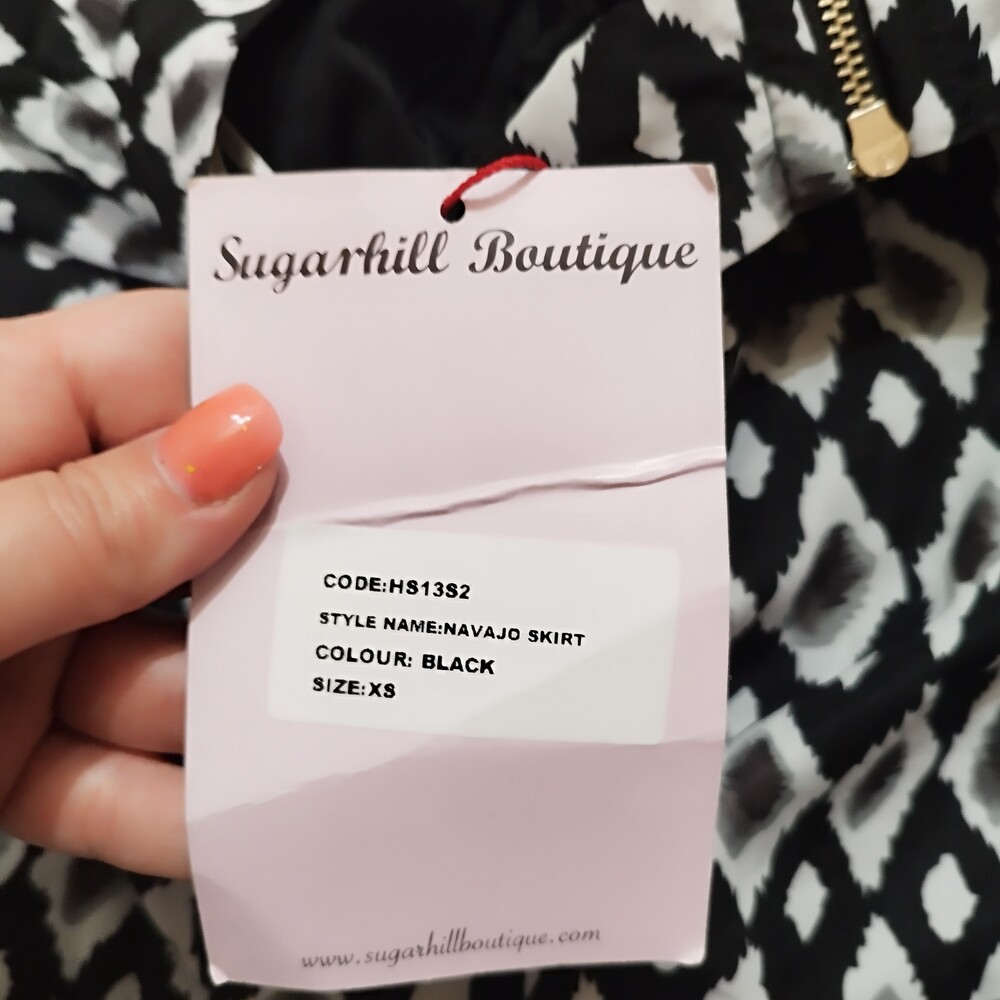 Sugarhill Boutique
CODE:HS13S2
STYLE NAME:NAVAJO SKIRT
COLOUR: BLACK
SIZE:XS
www.sugarhillboutique.com